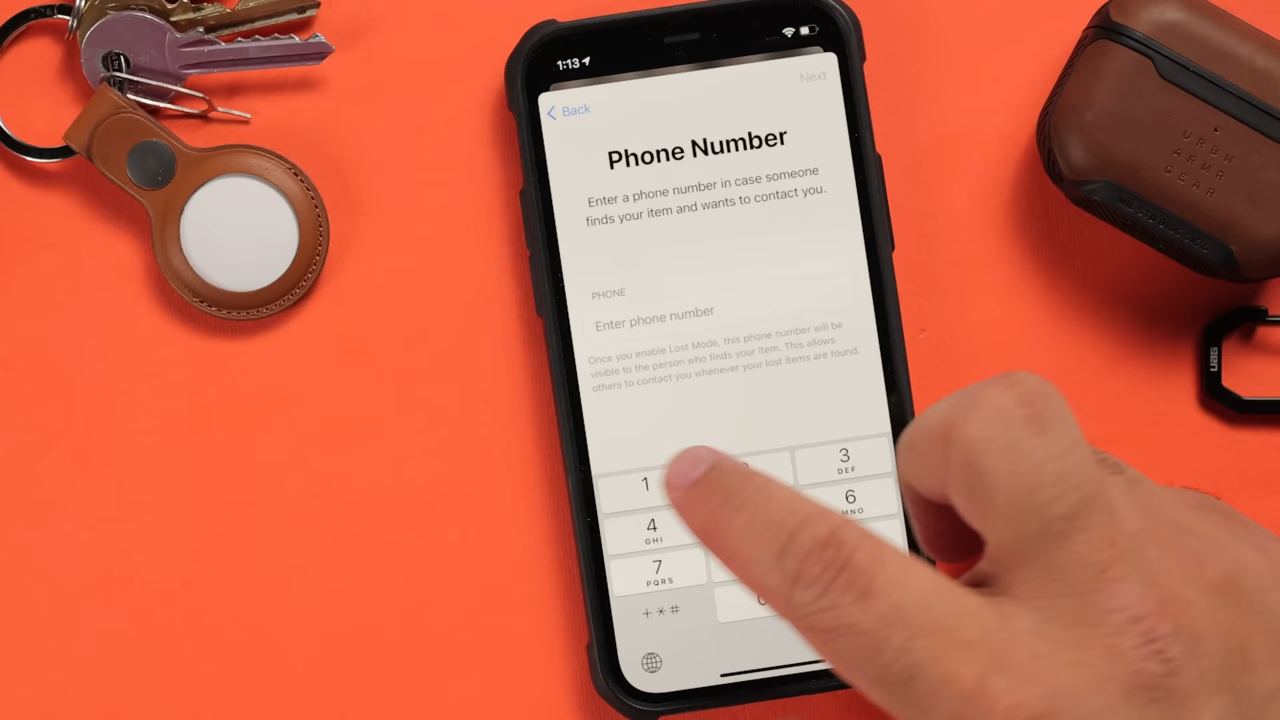 1:13
Back
Next
Phone Number
Enter a phone number in case someone
finds your item and wants to contact you.
PHONE
Enter phone number
Once you enable Lost Mode, this phone number will be
visible to the person who finds your item. This allows
others to contact you whenever your lost items are found.
1
3
DEF
4
GHI
6
MNO
7
PQRS
+*#
URBN
ARMR
GEAR
UAG